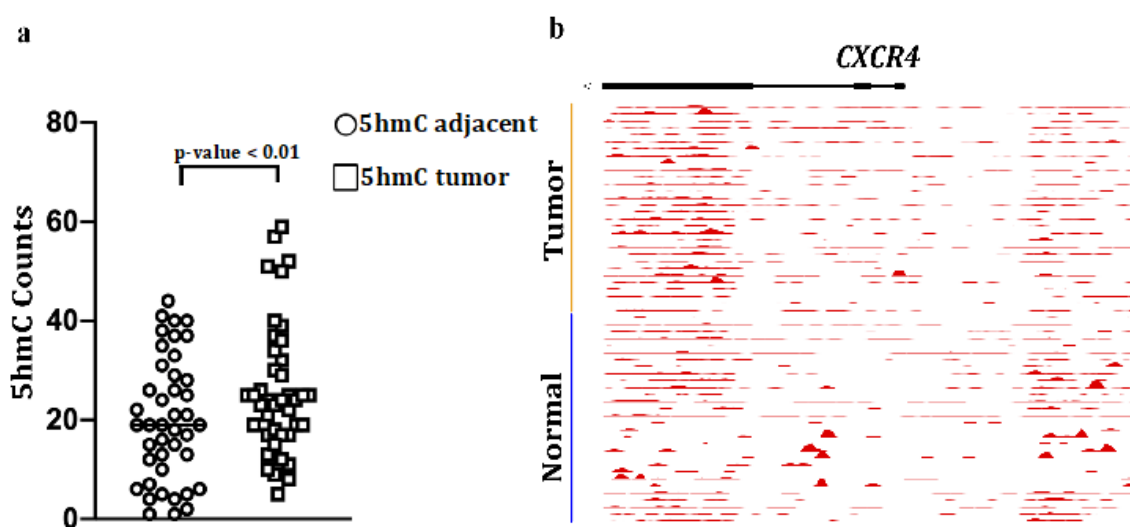 a
b
CXCR4
80
60
40
20
0
5hmC Counts
p-value < 0.01
5hmC adjacent
5hmC tumor
Tumor
Normal